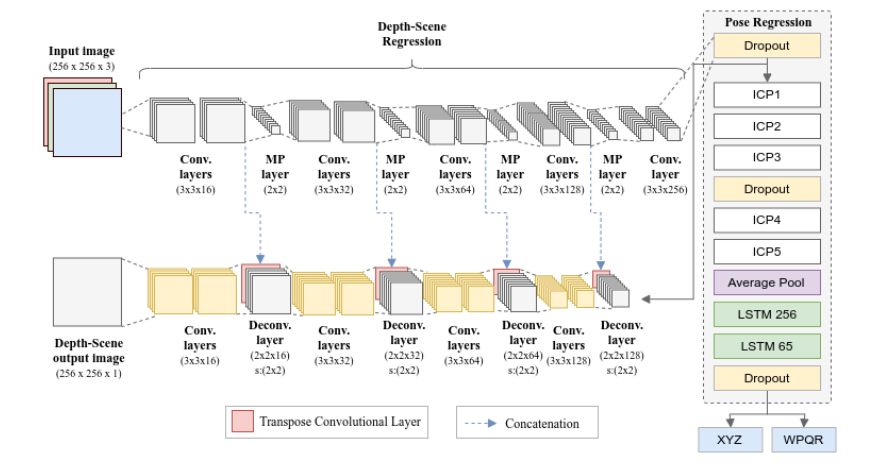 Depth-Scene
Regression
Input image
(256 x 256 x 3)
Conv.
layers
(3x3x16)
MP
layer
(2x2)
Conv.
layers
(3x3x32)
MP
layer
(2x2)
Conv.
layers
(3x3x64)
MP
layer
(2x2)
Conv.
layers
(3x3x128)
MP
layer
(2x2)
Conv.
layer
(3x3x256)
Depth-Scene
output image
(256 x 256 x 1)
Conv.
layers
(3x3x16)
Deconv.
layer
(2x2x16)
s:(2x2)
Conv.
layers
(3x3x32)
Deconv.
layer
(2x2x32)
s:(2x2)
Conv.
layers
(3x3x64)
Deconv.
layer
(2x2x64)
s:(2x2)
Conv.
layers
(3x3x128)
Deconv.
layer
(2x2x128)
s:(2x2)
Transpose Convolutional Layer
Concatenation
Pose Regression
Dropout
ICP1
ICP2
ICP3
Dropout
ICP4
ICP5
Average Pool
LSTM 256
LSTM 65
Dropout
XYZ
WPQR